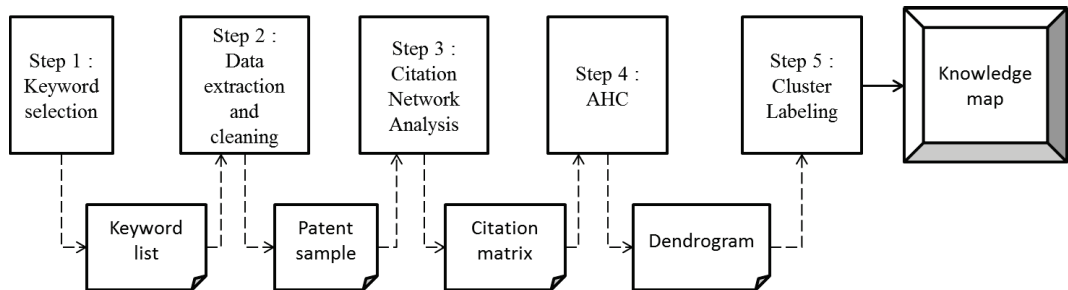 Step 1 :
Keyword
selection
Step 2 :
Data
extraction
and
cleaning
Step 3 :
Citation
Network
Analysis
Step 4 :
AHC
Step 5 :
Cluster
Labeling
Knowledge
map
Keyword
list
Patent
sample
Citation
matrix
Dendrogram